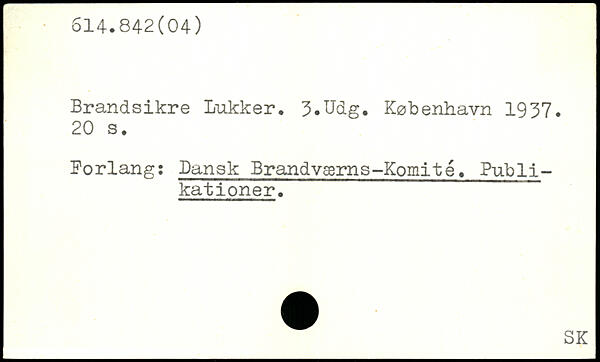 614.842(04)
Brandsikre Lukker. 3.Udg. København 1937.
20 s.
Forlang: Dansk Brandværns-Komité. Publi-
kationer.
SK